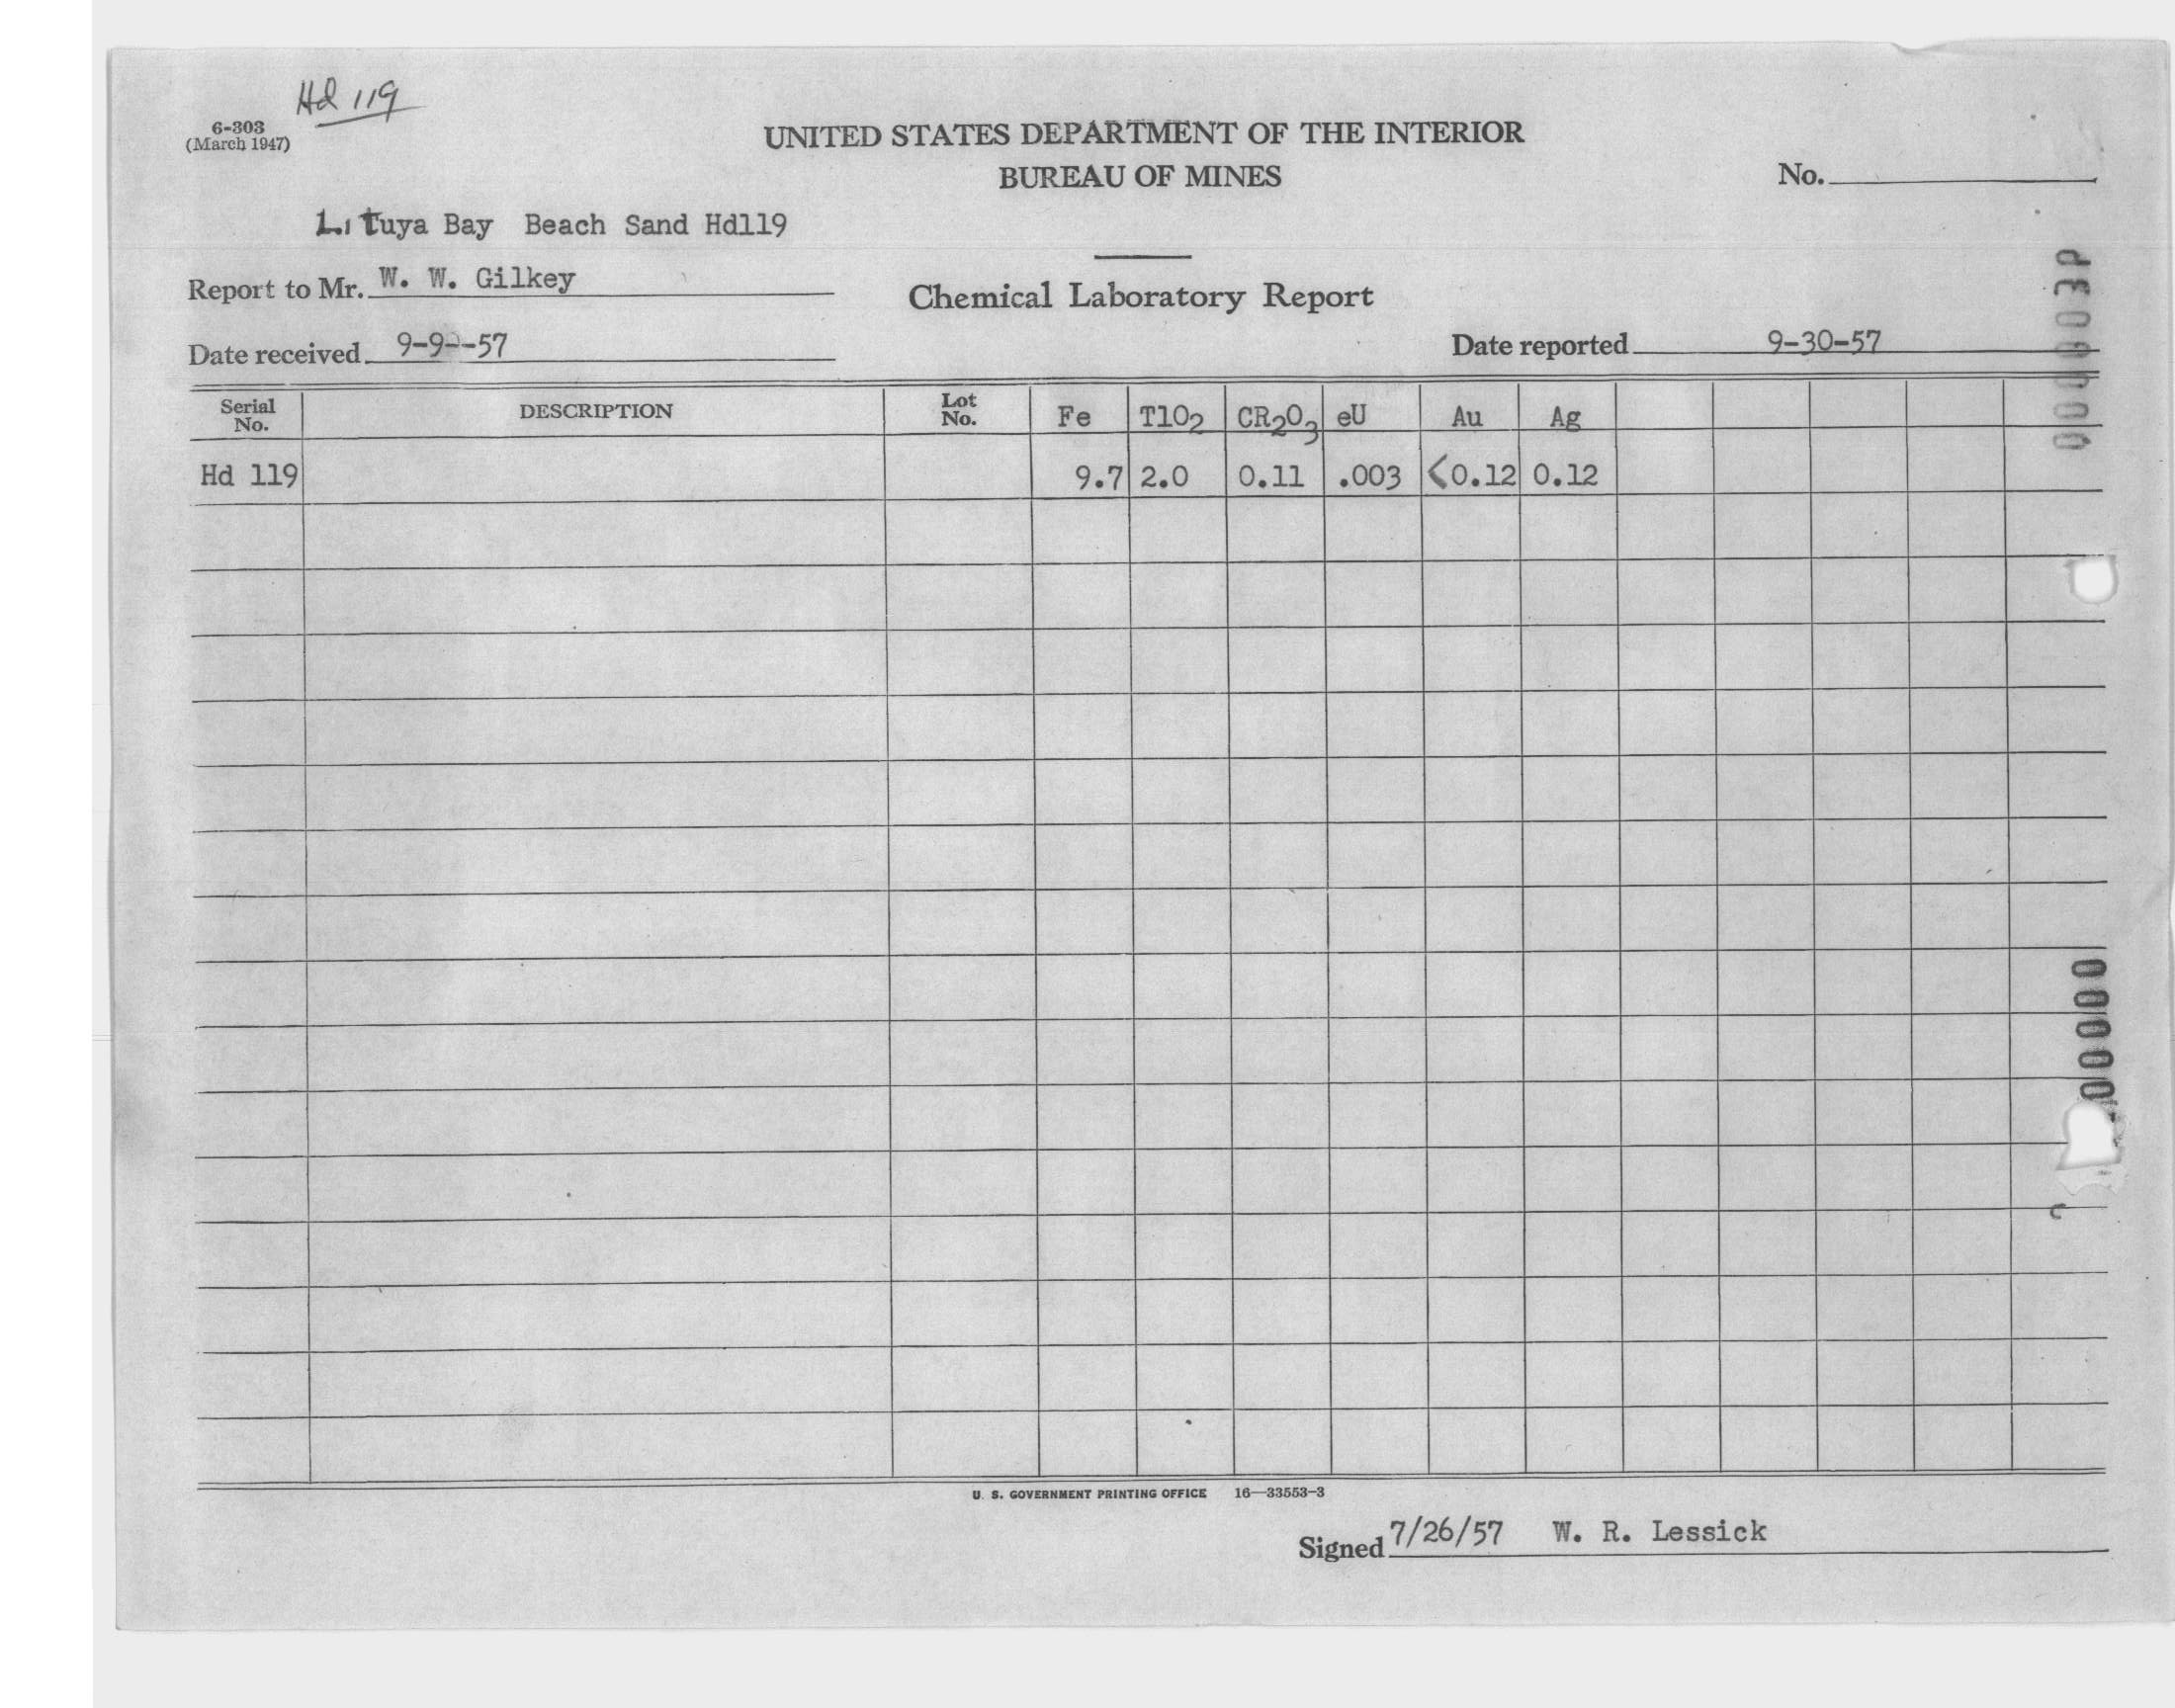 Hd 119
6-303
(March 1947)
UNITED STATES DEPARTMENT OF THE INTERIOR
BUREAU OF MINES
No.
Lituya Bay Beach Sand Hd119
Report to Mr. W. W. Gilkey
Chemical Laboratory Report
Date received 9-9--57
Date reported 9-30-57
Serial No. DESCRIPTION Lot No. Fe TlO2 CR2O3 eU Au Ag
Hd 119 9.7 2.0 0.11 .003 <0.12 0.12
U. S. GOVERNMENT PRINTING OFFICE 16—33553-3
Signed 7/26/57 W. R. Lessick